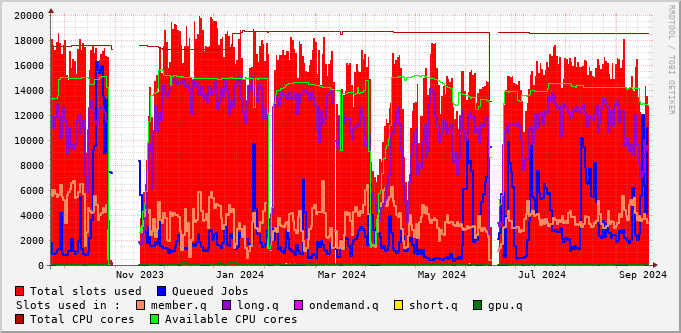 20000
18000
16000
14000
12000
10000
8000
6000
4000
2000
0
Nov 2023 Jan 2024 Mar 2024 May 2024 Jul 2024 Sep 2024
RRDTOOL / TOBI OETIKER
Total slots used Queued Jobs
Slots used in : member.q long.q ondemand.q short.q gpu.q
Total CPU cores Available CPU cores